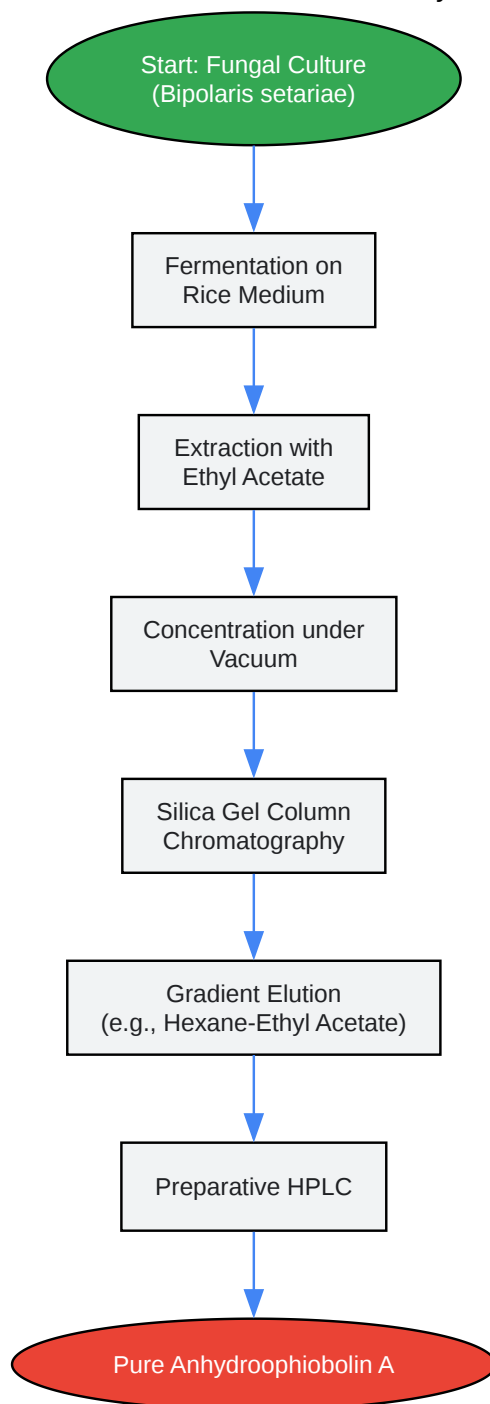 Start: Fungal Culture
(Bipolaris setariae)
Fermentation on
Rice Medium
Extraction with
Ethyl Acetate
Concentration under
Vacuum
Silica Gel Column
Chromatography
Gradient Elution
(e.g., Hexane-Ethyl Acetate)
Preparative HPLC
Pure Anhydroophiobolin A